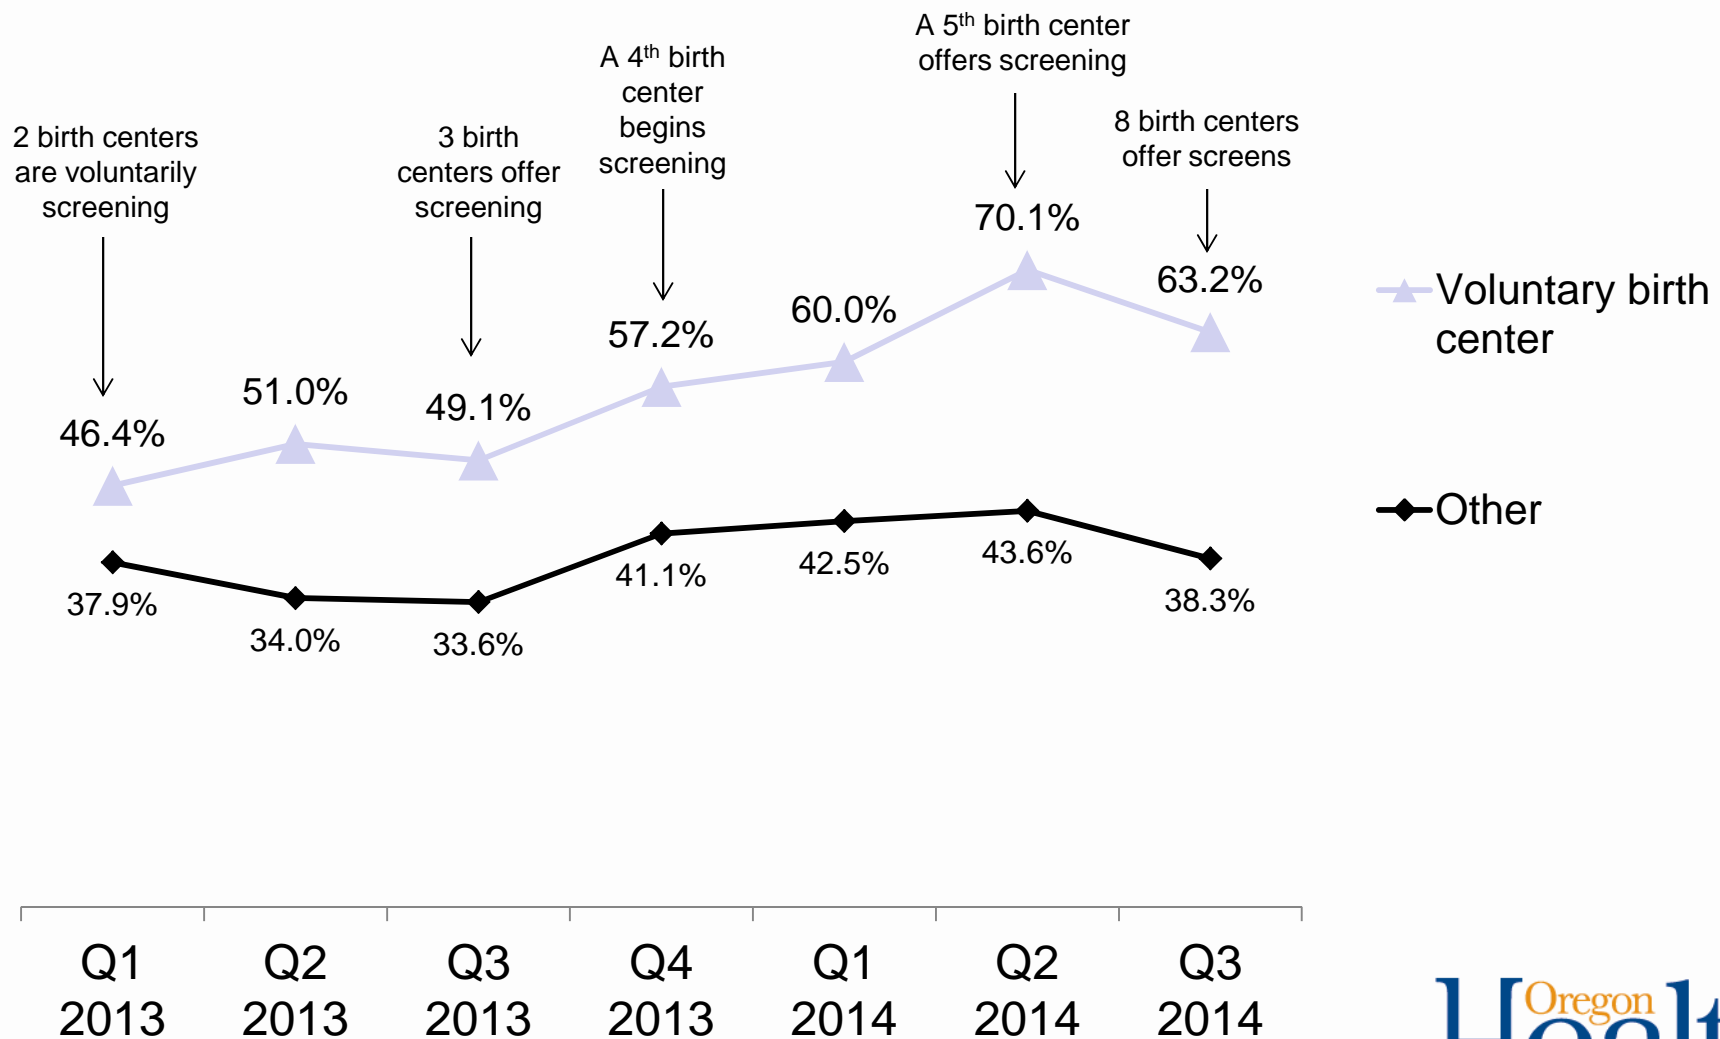 A 5th birth center
offers screening
A 4th birth
center
begins
screening
8 birth centers
offer screens
2 birth centers
are voluntarily
screening
3 birth
centers offer
screening
70.1%
63.2%
60.0%
57.2%
51.0%
49.1%
46.4%
Voluntary birth
center
Other
37.9%
34.0%
33.6%
41.1%
42.5%
43.6%
38.3%
Q1
2013
Q2
2013
Q3
2013
Q4
2013
Q1
2014
Q2
2014
Q3
2014
Oregon